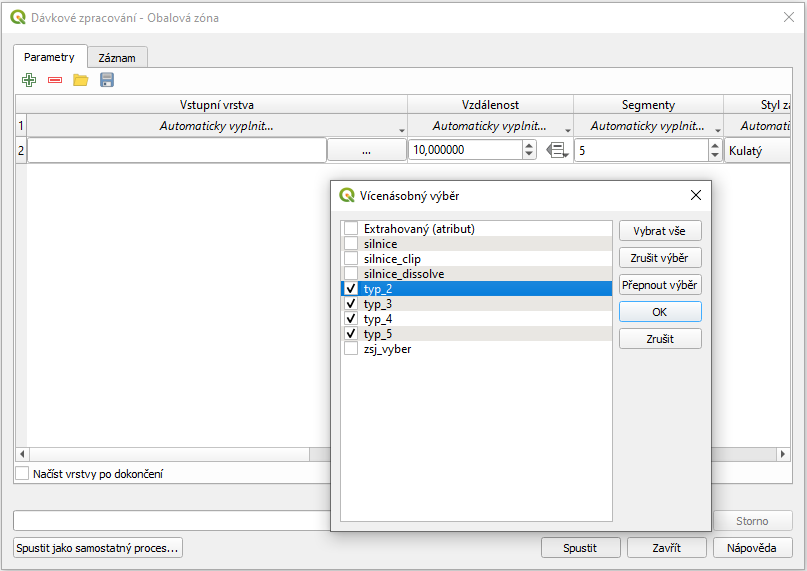 Dávkové zpracování - Obalová zóna
Parametry
Záznam
Vstupní vrstva
Vzdálenost
Segmenty
Styl zá
1
Automaticky vyplnit...
Automaticky vyplnit...
Automaticky vyplnit...
Automati
2
...
10,000000
5
Kulatý
Vícenásobný výběr
Extrahovaný (atribut)
silnice
silnice_clip
silnice_dissolve
typ_2
typ_3
typ_4
typ_5
zsj_vyber
Vybrat vše
Zrušit výběr
Přepnout výběr
OK
Zrušit
Načíst vrstvy po dokončení
Storno
Spustit jako samostatný proces...
Spustit
Zavřít
Nápověda